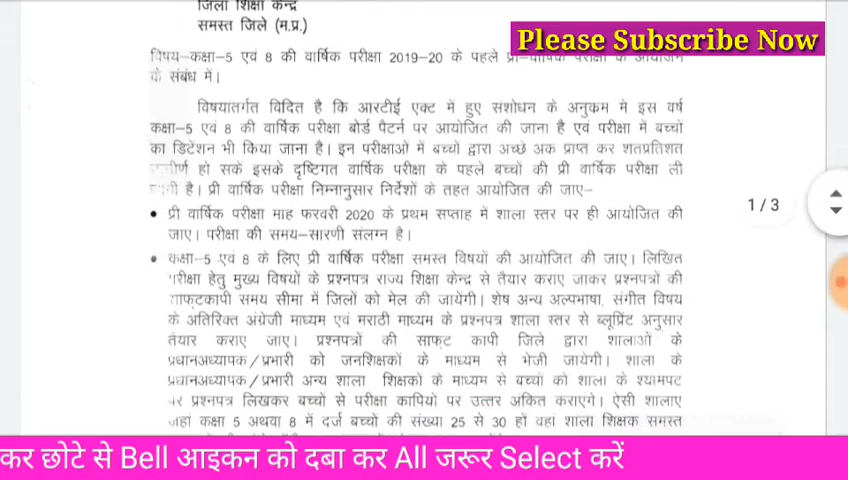 जिला शिक्षा केन्द्र
समस्त जिले (म.प्र.)
Please Subscribe Now
विषय–कक्षा–5 एवं 8 की वार्षिक परीक्षा 2019–20 के पहले प्री–वार्षिक परीक्षा के आयोजन
के संबंध में।
विषयातर्गत विदित है कि आरटीई एक्ट में हुए संशोधन के अनुकम मे इस वर्ष
कक्षा–5 एवं 8 की वार्षिक परीक्षा बोर्ड पैटर्न पर आयोजित की जाना है एवं परीक्षा में बच्चों
का डिटेंशन भी किया जाना है। इन परीक्षाओं में बच्चों द्वारा अच्छे अक प्राप्त कर शतप्रतिशत
हो सकें इसके दृष्टिगत वार्षिक परीक्षा के पहले बच्चों की प्री वार्षिक परीक्षा ली
है। प्री वार्षिक परीक्षा निम्नानुसार निर्देशों के तहत आयोजित की जाए–
• प्री वार्षिक परीक्षा माह फरवरी 2020 के प्रथम सप्ताह में शाला स्तर पर ही आयोजित की
जाए। परीक्षा की समय–सारणी संलग्न है।
1 / 3
• कक्षा–5 एवं 8 के लिए प्री वार्षिक परीक्षा समस्त विषयों की आयोजित की जाए। लिखित
परीक्षा हेतु मुख्य विषयों के प्रश्नपत्र राज्य शिक्षा केन्द्र से तैयार कराए जाकर प्रश्नपत्रों की
साफ्टकापी समय सीमा में जिलों को मेल की जायेगी। शेष अन्य अल्पभाषा, संगीत विषय
के अतिरिक्त अंग्रेजी माध्यम एवं मराठी माध्यम के प्रश्नपत्र शाला स्तर से ब्लूप्रिंट अनुसार
तैयार कराए जाए। प्रश्नपत्रों की साफ्ट कापी जिले द्वारा शालाओं के
प्रधानअध्यापक/प्रभारी को जनशिक्षकों के माध्यम से भेजी जायेगी। शाला के
प्रधानअध्यापक/प्रभारी अन्य शाला शिक्षकों के माध्यम से बच्चों को शाला के श्यामपट
पर प्रश्नपत्र लिखकर बच्चों से परीक्षा कापियों पर उत्तर अंकित कराएगे। ऐसी शालाए
जहां कक्षा 5 अथवा 8 में दर्ज बच्चों की संख्या 25 से 30 हों वहां शाला शिक्षक समस्त
कर छोटे से Bell आइकन को दबा कर All जरूर Select करें